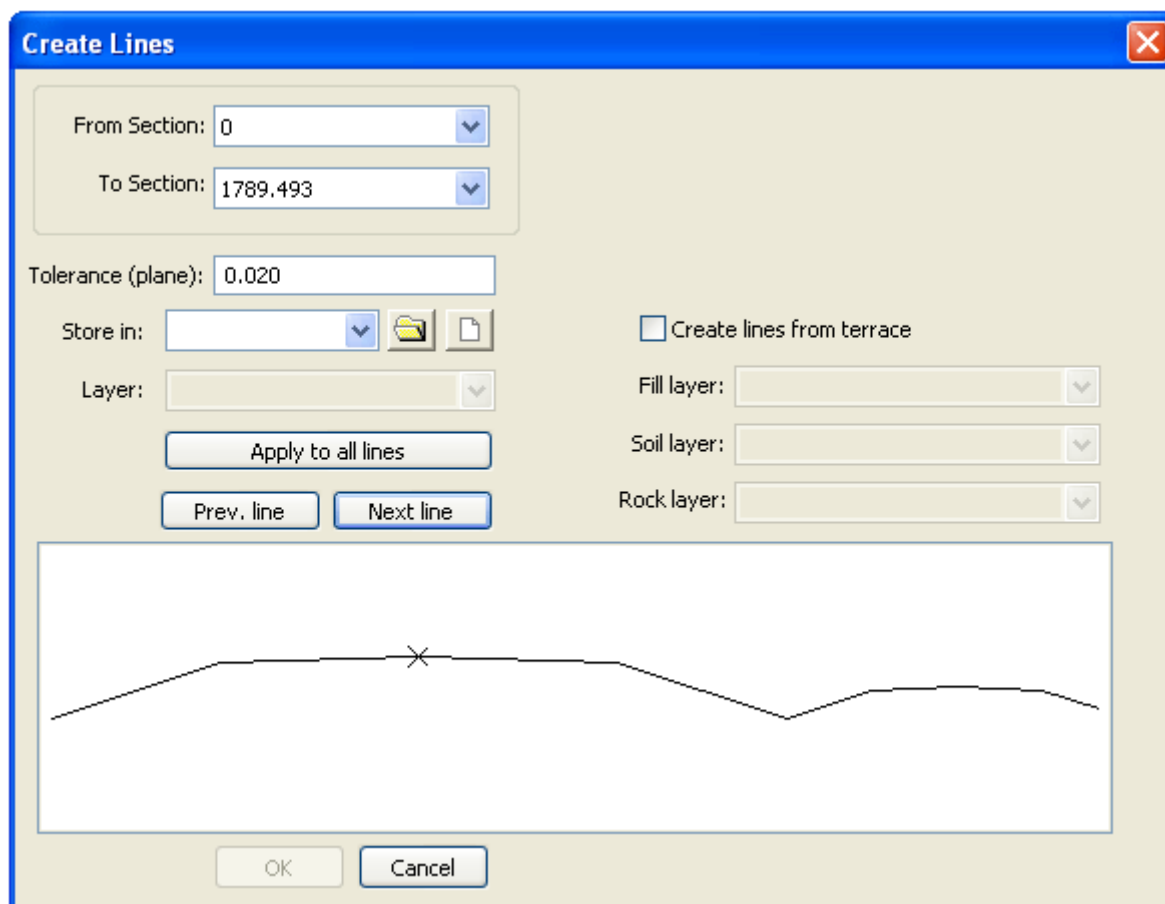 Create Lines
From Section: 0
To Section: 1789.493
Tolerance (plane): 0.020
Store in:
Create lines from terrace
Layer:
Fill layer:
Apply to all lines
Soil layer:
Prev. line
Next line
Rock layer:
OK
Cancel